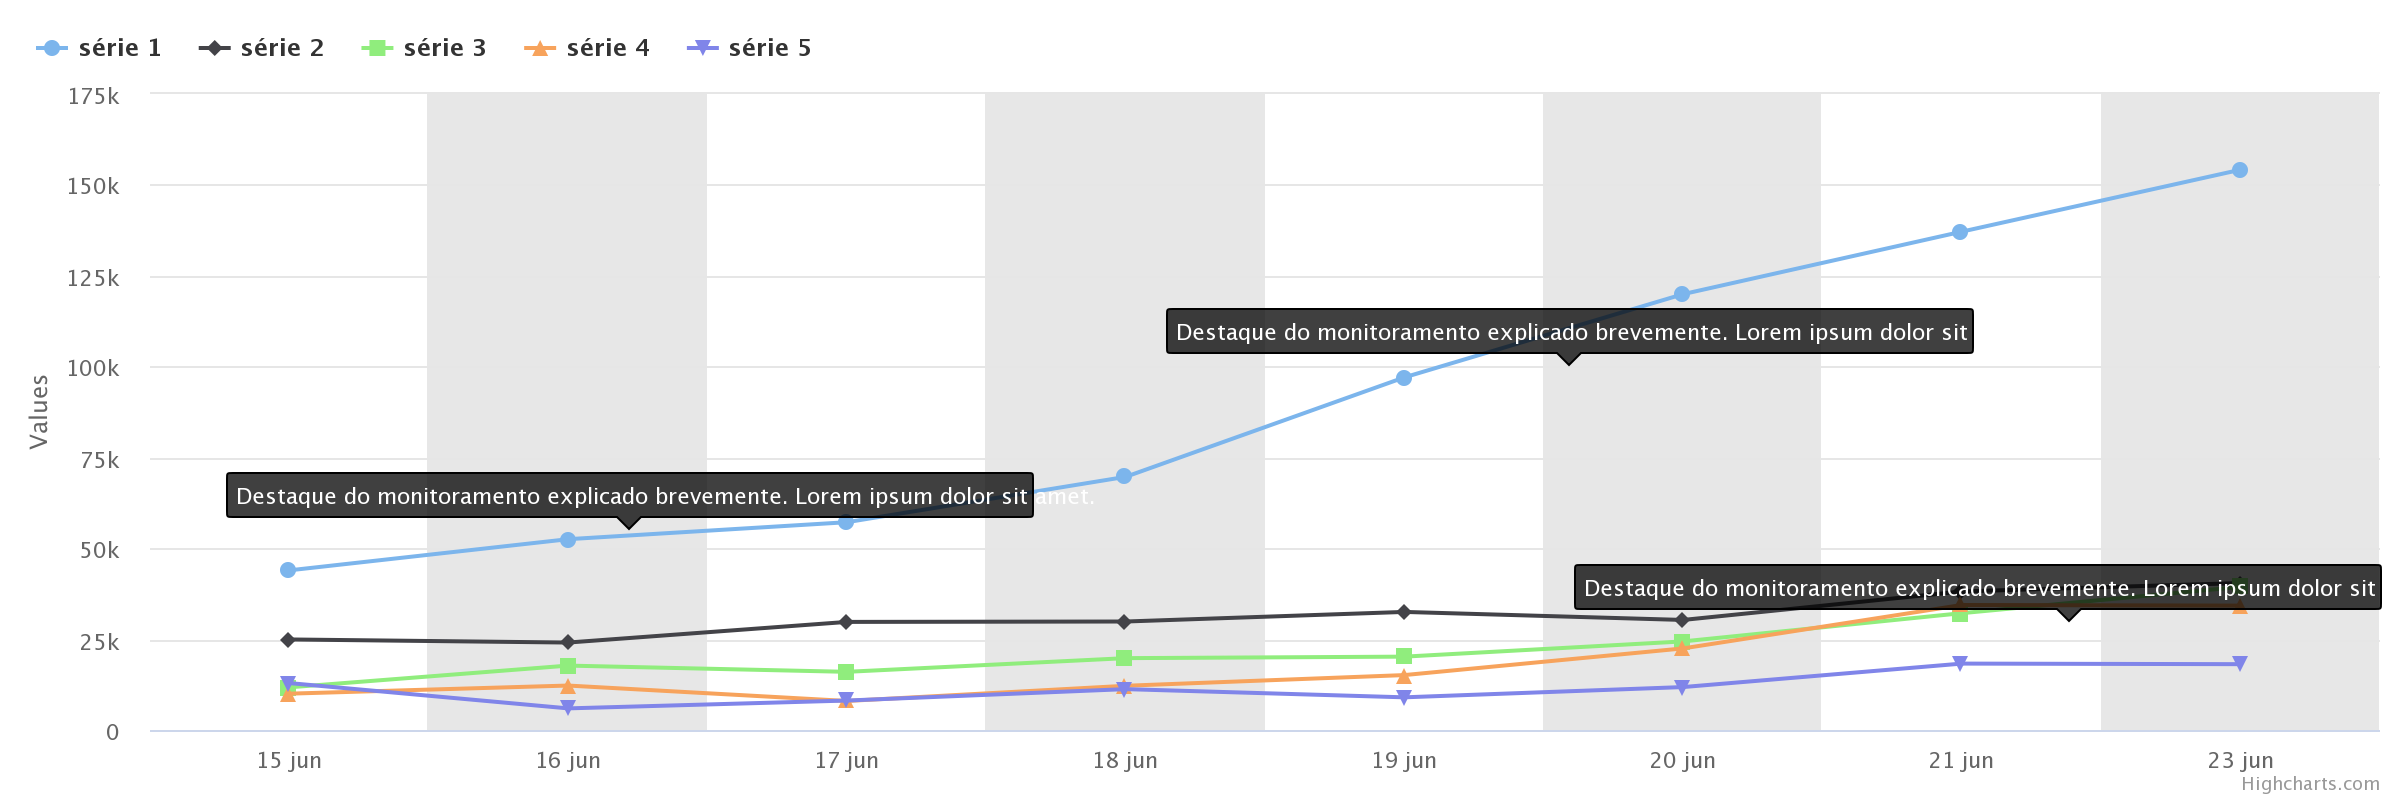 série 1 série 2 série 3 série 4 série 5
175k
150k
125k
100k
75k
50k
25k
0
Values
Destaque do monitoramento explicado brevemente. Lorem ipsum dolor sit
Destaque do monitoramento explicado brevemente. Lorem ipsum dolor sit amet.
Destaque do monitoramento explicado brevemente. Lorem ipsum dolor sit
15 jun 16 jun 17 jun 18 jun 19 jun 20 jun 21 jun 23 jun
Highcharts.com